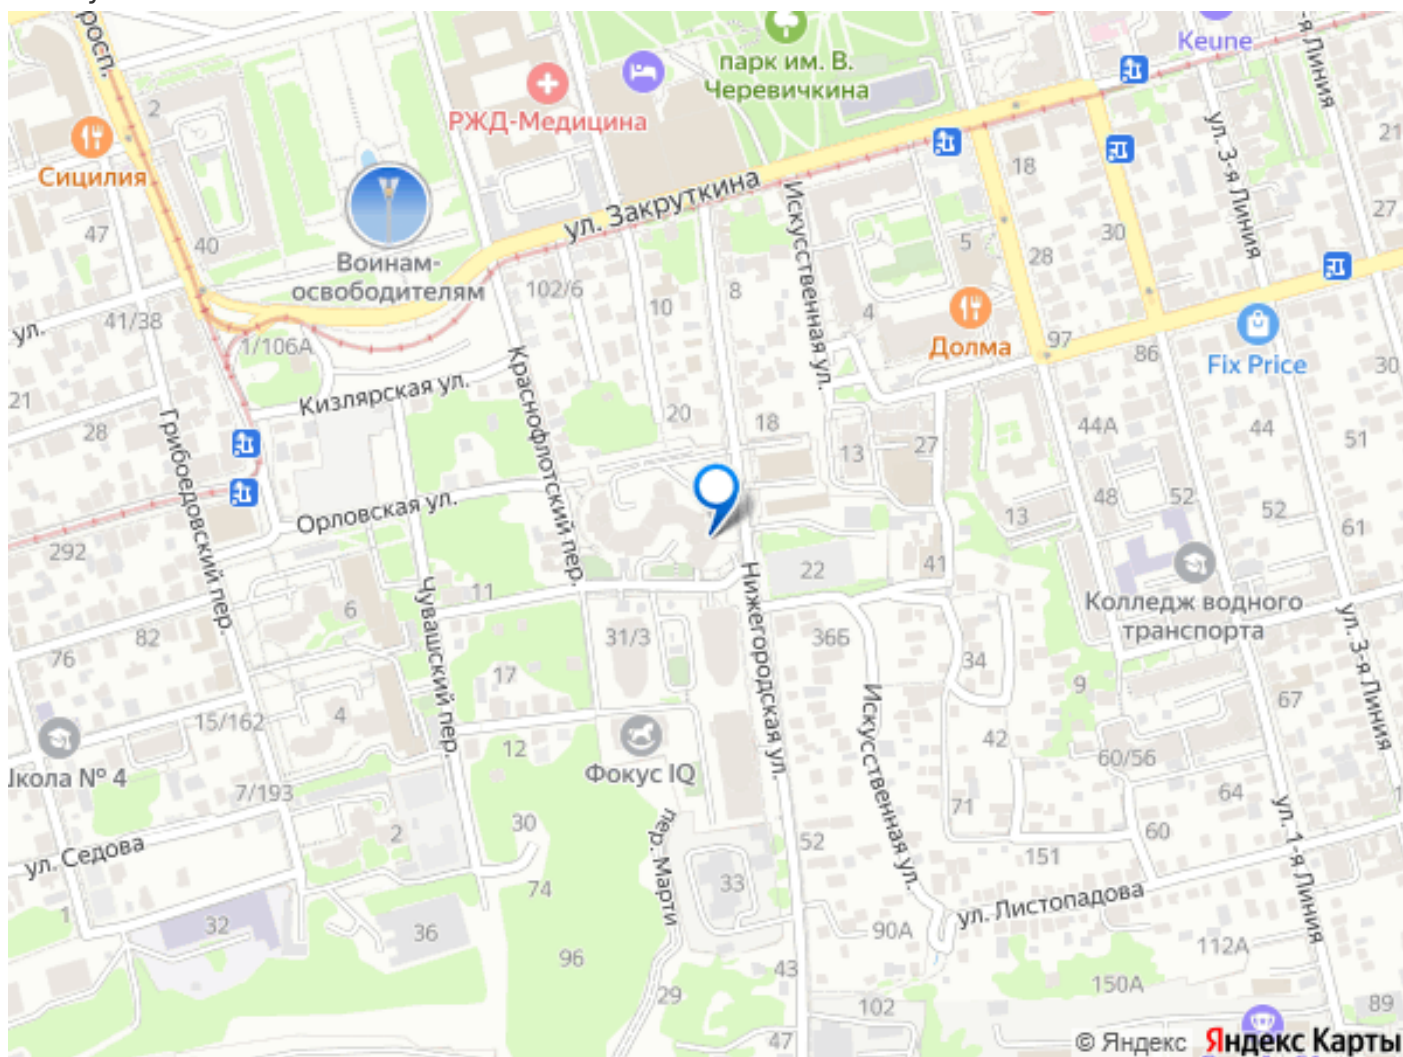 просп.
2
Сицилия
47
40
41/38
ул.
1/106А
21
28
РЖД-Медицина
парк им. В.
Черевичкина
Keune
ул. 3-я Линия
-я Линия
21
27
18
30
28
5
4
ул. Закруткина
Искусственная ул.
Воинам-
освободителям
102/6
10
8
Долма
97
86
Fix Price
30
Кизлярская ул.
Грибоедовский пер.
Краснофлотский пер.
20
18
13
27
44А
44
51
48
52
52
61
13
Орловская ул.
292
82
76
6
11
Чувашский пер.
31/3
22
41
Нижегородская ул.
36Б
34
Колледж водного
транспорта
9
67
ул. 3-я Линия
17
4
15/162
12
Фокус IQ
Школа № 4
7/193
2
30
пер. Марти
Искусственная ул.
42
71
60/56
64
60
ул. 1-я Линия
ул. Седова
1
32
36
74
96
33
52
151
ул. Листопадова
90А
112А
150А
43
29
47
102
89
© Яндекс Яндекс Карты